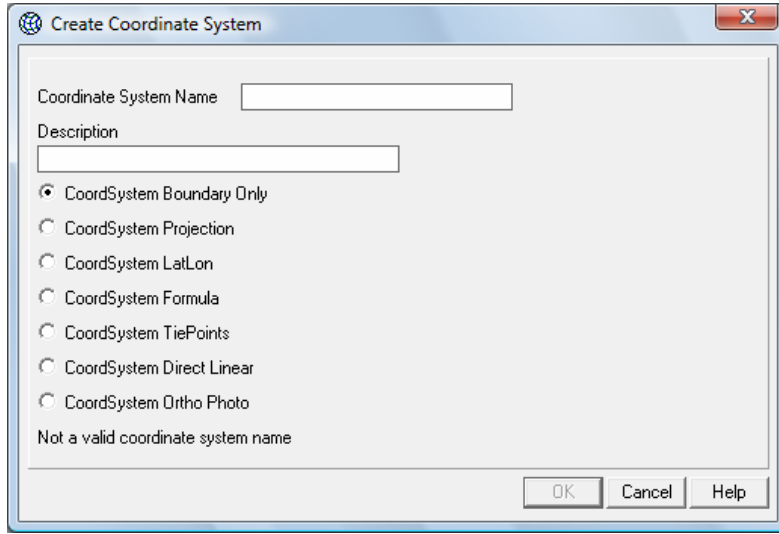 Create Coordinate System
Coordinate System Name
Description
CoordSystem Boundary Only
CoordSystem Projection
CoordSystem LatLon
CoordSystem Formula
CoordSystem TiePoints
CoordSystem Direct Linear
CoordSystem Ortho Photo
Not a valid coordinate system name
OK Cancel Help